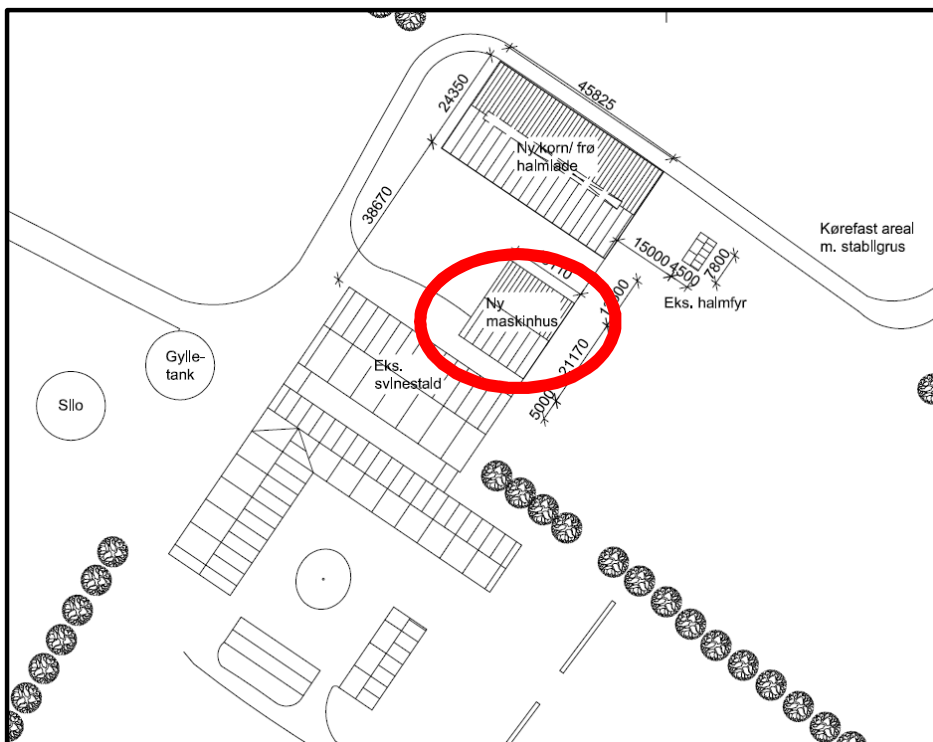 45825
24350
Ny korn/ frø
halmlade
38670
Kørefast areal
m. stabilgrus
15000
4500
7800
Eks. halmfyr
Ny
maskinhus
Gylle-
tank
Eks.
svinestald
21170
Silo
5000